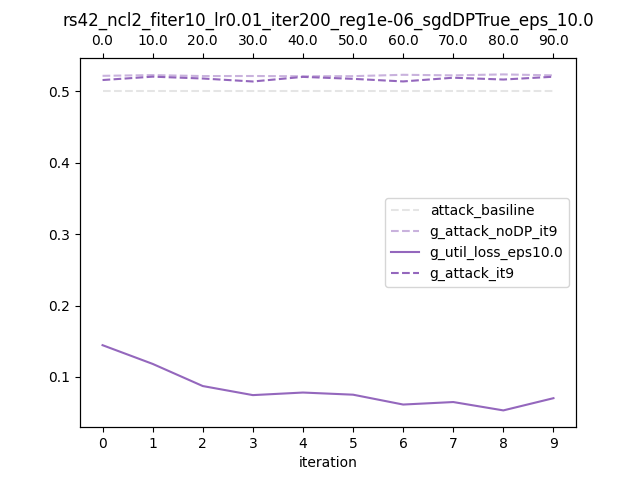 rs42_ncl2_fiter10_lr0.01_iter200_reg1e-06_sgdDPTrue_eps_10.0
0.0 10.0 20.0 30.0 40.0 50.0 60.0 70.0 80.0 90.0
0.5
0.4
0.3
0.2
0.1
attack_basiline
g_attack_noDP_it9
g_util_loss_eps10.0
g_attack_it9
0 1 2 3 4 5 6 7 8 9
iteration